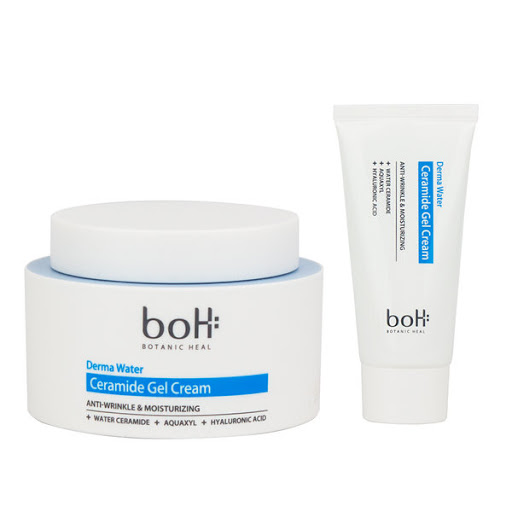 boH:
BOTANIC HEAL
Derma Water
Ceramide Gel Cream
ANTI-WRINKLE & MOISTURIZING
+ WATER CERAMIDE + AQUAXYL + HYALURONIC ACID
Derma Water
Ceramide Gel Cream
ANTI-WRINKLE & MOISTURIZING
+ WATER CERAMIDE
+ AQUAXYL
+ HYALURONIC ACID
boH:
BOTANIC HEAL